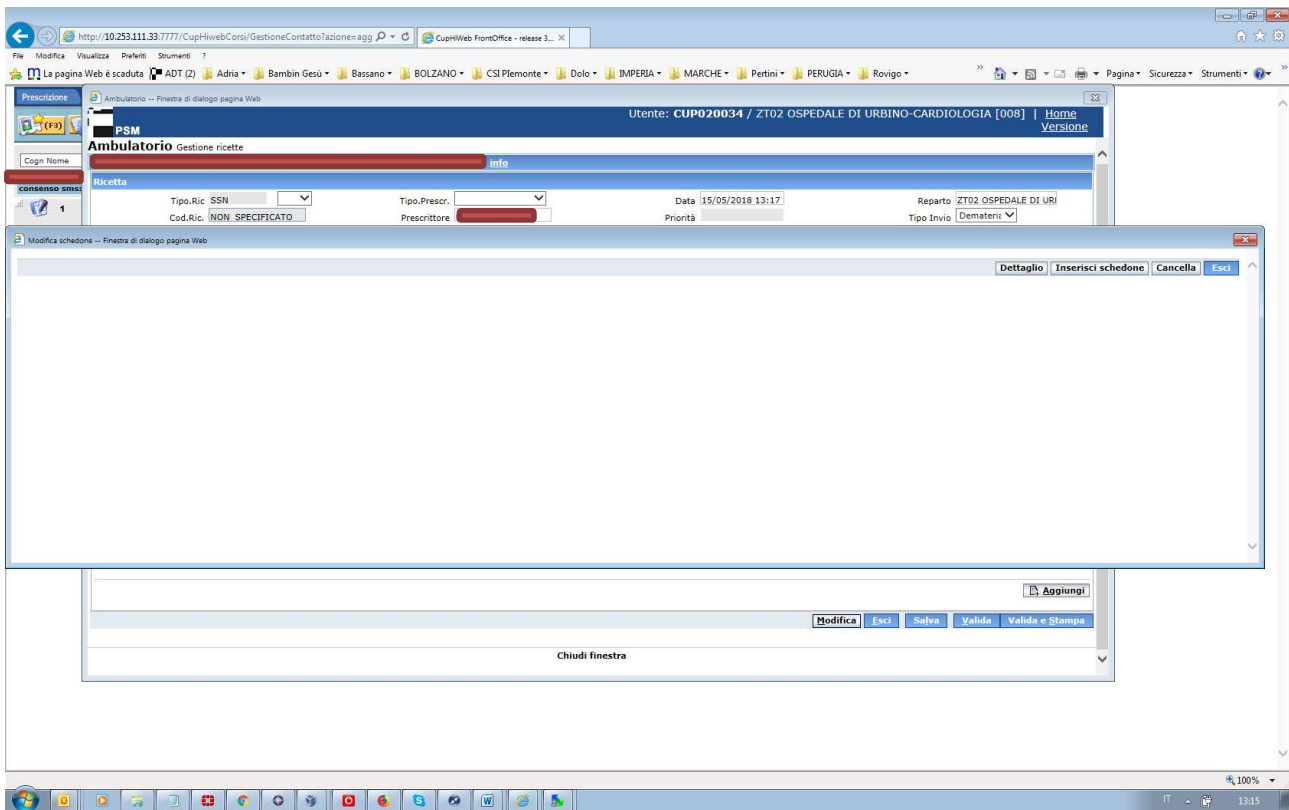 http://10.253.111.33:7777/CupHiwebCorsi/GestioneContatto?azione=agg
CupHiWeb FrontOffice - release 3...
File Modifica Visualizza Preferiti Strumenti ?
La pagina Web è scaduta ADT (2) Adria Bambin Gesù Bassano BOLZANO CSI PIemonte Dolo IMPERIA MARCHE Pertini PERUGIA Rovigo » Pagina Sicurezza Strumenti »
Prescrizione
Ambulatorio -- Finestra di dialogo pagina Web
(F3)
PSM
Utente: CUP020034 / ZT02 OSPEDALE DI URBINO-CARDIOLOGIA [008] | Home
Versione
Ambulatorio Gestione ricette
Cogn Nome
info
consenso sms:
Ricetta
Tipo.Ric SSN Tipo.Prescr. Data 15/05/2018 13:17 Reparto ZT02 OSPEDALE DI URI
1
Cod.Ric. NON SPECIFICATO Prescrittore Priorità Tipo Invio Demateria
Modifica schedone -- Finestra di dialogo pagina Web
Dettaglio Inserisci schedone Cancella Esci
Aggiungi
Modifica Esci Salva Valida Valida e Stampa
Chiudi finestra
100%
IT 13:15